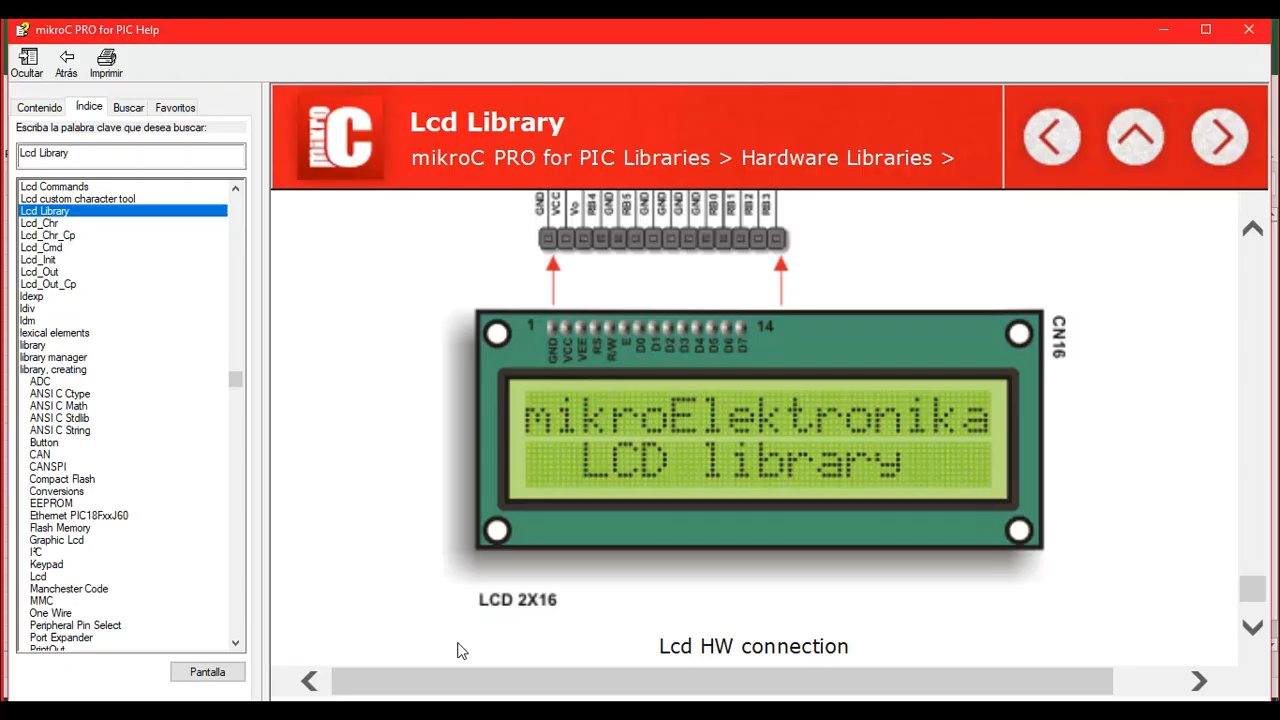 mikroC PRO for PIC Help
Ocultar Atrás Imprimir
Contenido Índice Buscar Favoritos
Escriba la palabra clave que desea buscar:
Lcd Library
Lcd Commands
Lcd custom character tool
Lcd Library
Lcd_Chr
Lcd_Chr_Cp
Lcd_Cmd
Lcd_Init
Lcd_Out
Lcd_Out_Cp
ldexp
ldiv
ldm
lexical elements
library
library manager
library, creating
ADC
ANSI C Ctype
ANSI C Math
ANSI C Stdlib
ANSI C String
Button
CAN
CANSPI
Compact Flash
Conversions
EEPROM
Ethernet PIC18FxxJ60
Flash Memory
Graphic Lcd
I²C
Keypad
Lcd
Manchester Code
MMC
One Wire
Peripheral Pin Select
Port Expander
PrintOut
Pantalla
mikro C
Lcd Library
mikroC PRO for PIC Libraries > Hardware Libraries >
GND VCC Vo RB4 GND RB5 GND GND GND GND RB0 RB1 RB2 RB3
1 14
GND VCC VEE RS R/W E D0 D1 D2 D3 D4 D5 D6 D7
CN16
mikroElektronika
LCD library
LCD 2X16
Lcd HW connection